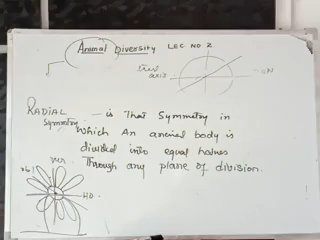 Animal Diversity LEC NO 2
axis
RADIAL
Symmetry - is That Symmetry in
Which An animal body is
divided into equal halves
Through any plane of division.
HD.